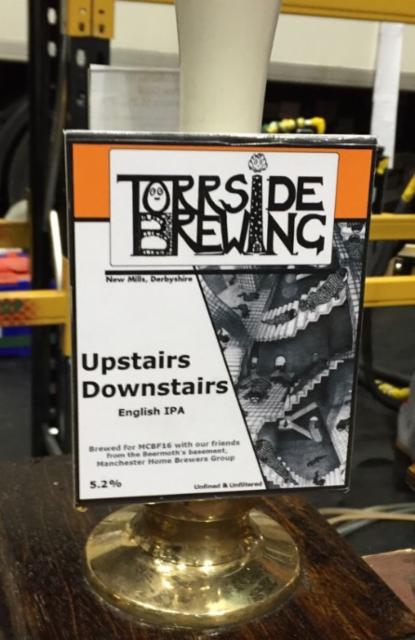 TORRSIDE
BREWING
New Mills, Derbyshire
Upstairs
Downstairs
English IPA
Brewed for MCBF16 with our friends
from the Beermoth's basement,
Manchester Home Brewers Group
5.2%
Unfined & Unfiltered